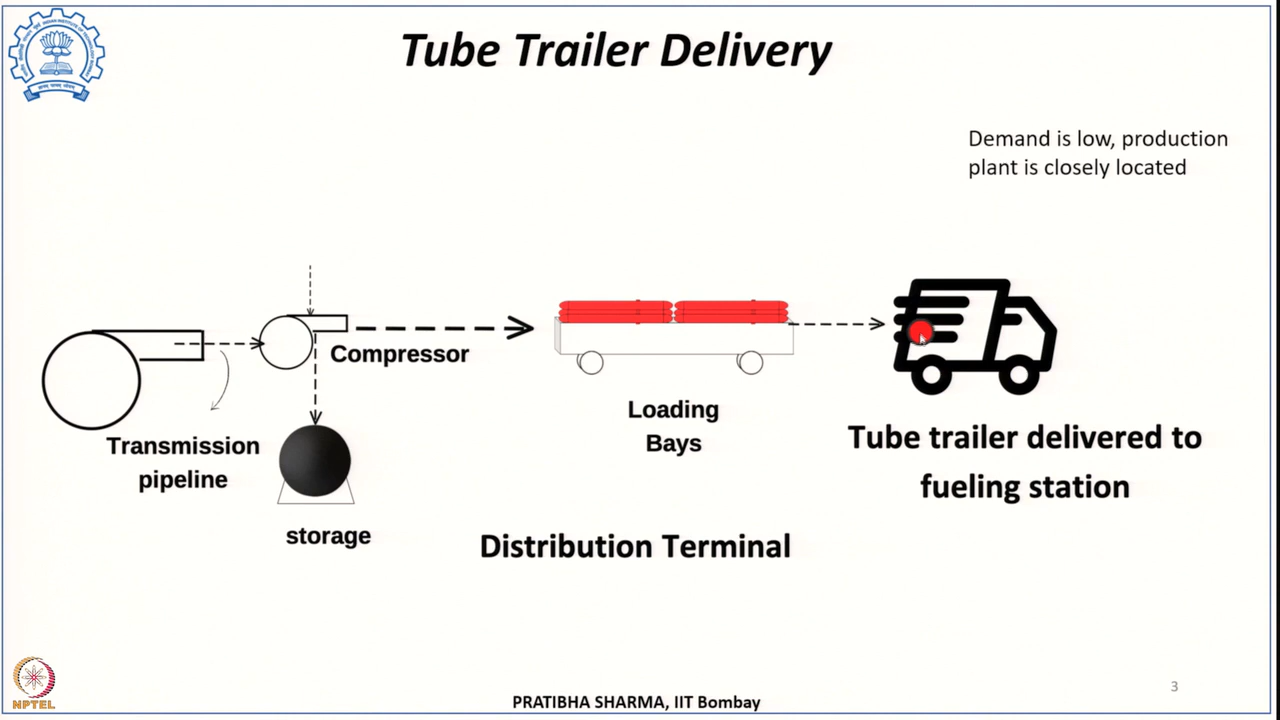 Tube Trailer Delivery
Demand is low, production
plant is closely located
Compressor
Transmission
pipeline
storage
Loading
Bays
Tube trailer delivered to
fueling station
Distribution Terminal
NPTEL
PRATIBHA SHARMA, IIT Bombay
3